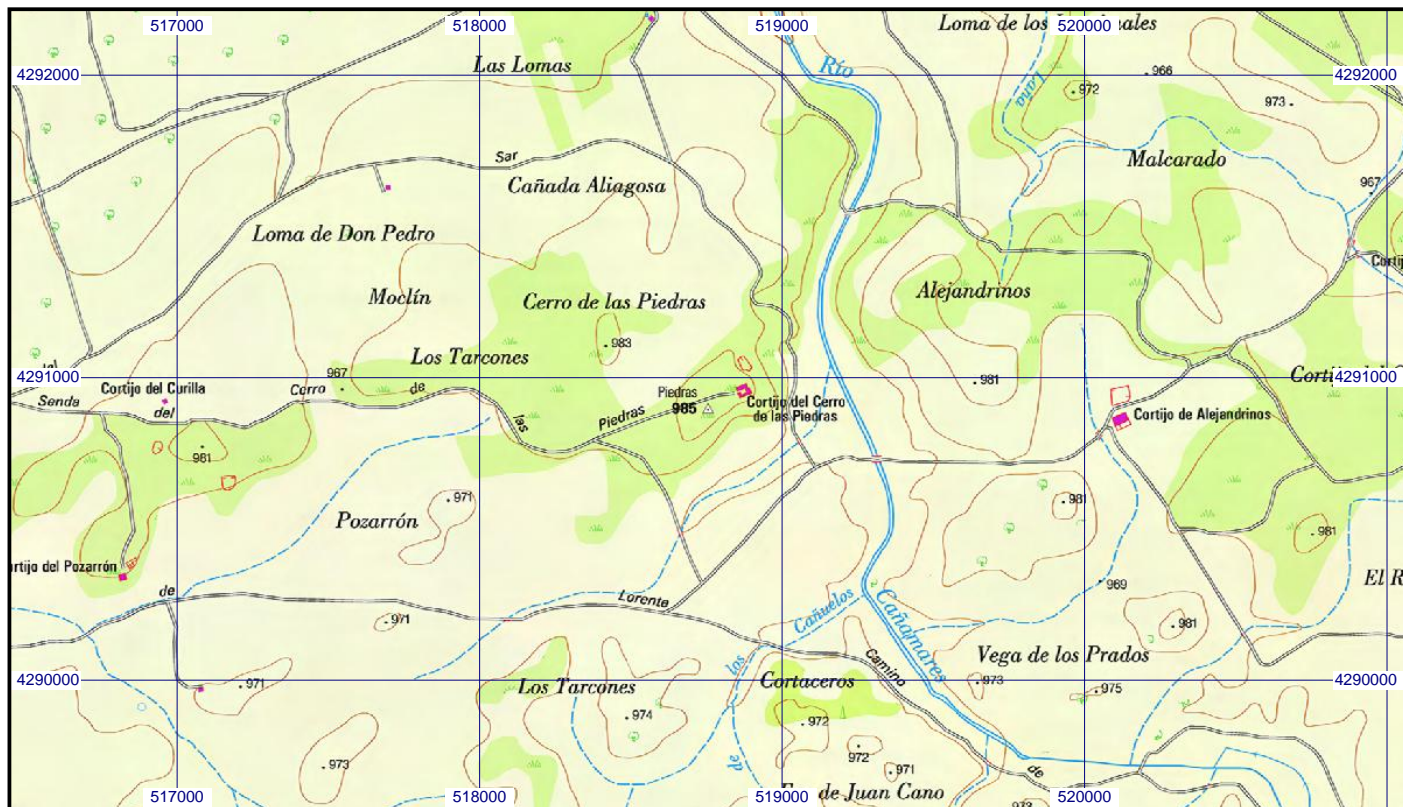 517000
518000
519000
520000
Loma de los
Las Lomas
Río
4292000
4292000
966
972
Lana
973
Sar
Malcarado
Cañada Aliagosa
967
Loma de Don Pedro
Cortijo
Alejandrinos
Moclín
Cerro de las Piedras
983
Los Tarcones
4291000
4291000
Cortijo del Curilla
967
Cerro
de
Piedras
981
Senda
del
las
Piedras
985
Cortijo del Cerro
de las Piedras
Cortijo de Alejendrinos
981
971
981
Pozarrón
981
rtijo del Pozarrón
de
969
El R
Lorente
Cañuelos
Cañamares
971
981
los
Camino
Vega de los Prados
4290000
4290000
971
Los Tarcones
Cortaceros
973
975
974
972
de
972
973
971
de
de Juan Cano
973
517000
518000
519000
520000